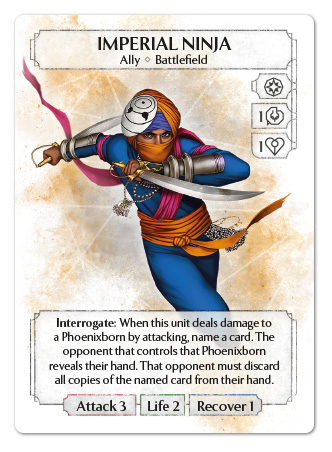 IMPERIAL NINJA
Ally ◇ Battlefield
1
1
Interrogate: When this unit deals damage to
a Phoenixborn by attacking, name a card. The
opponent that controls that Phoenixborn
reveals their hand. That opponent must discard
all copies of the named card from their hand.
Attack 3 Life 2 Recover 1